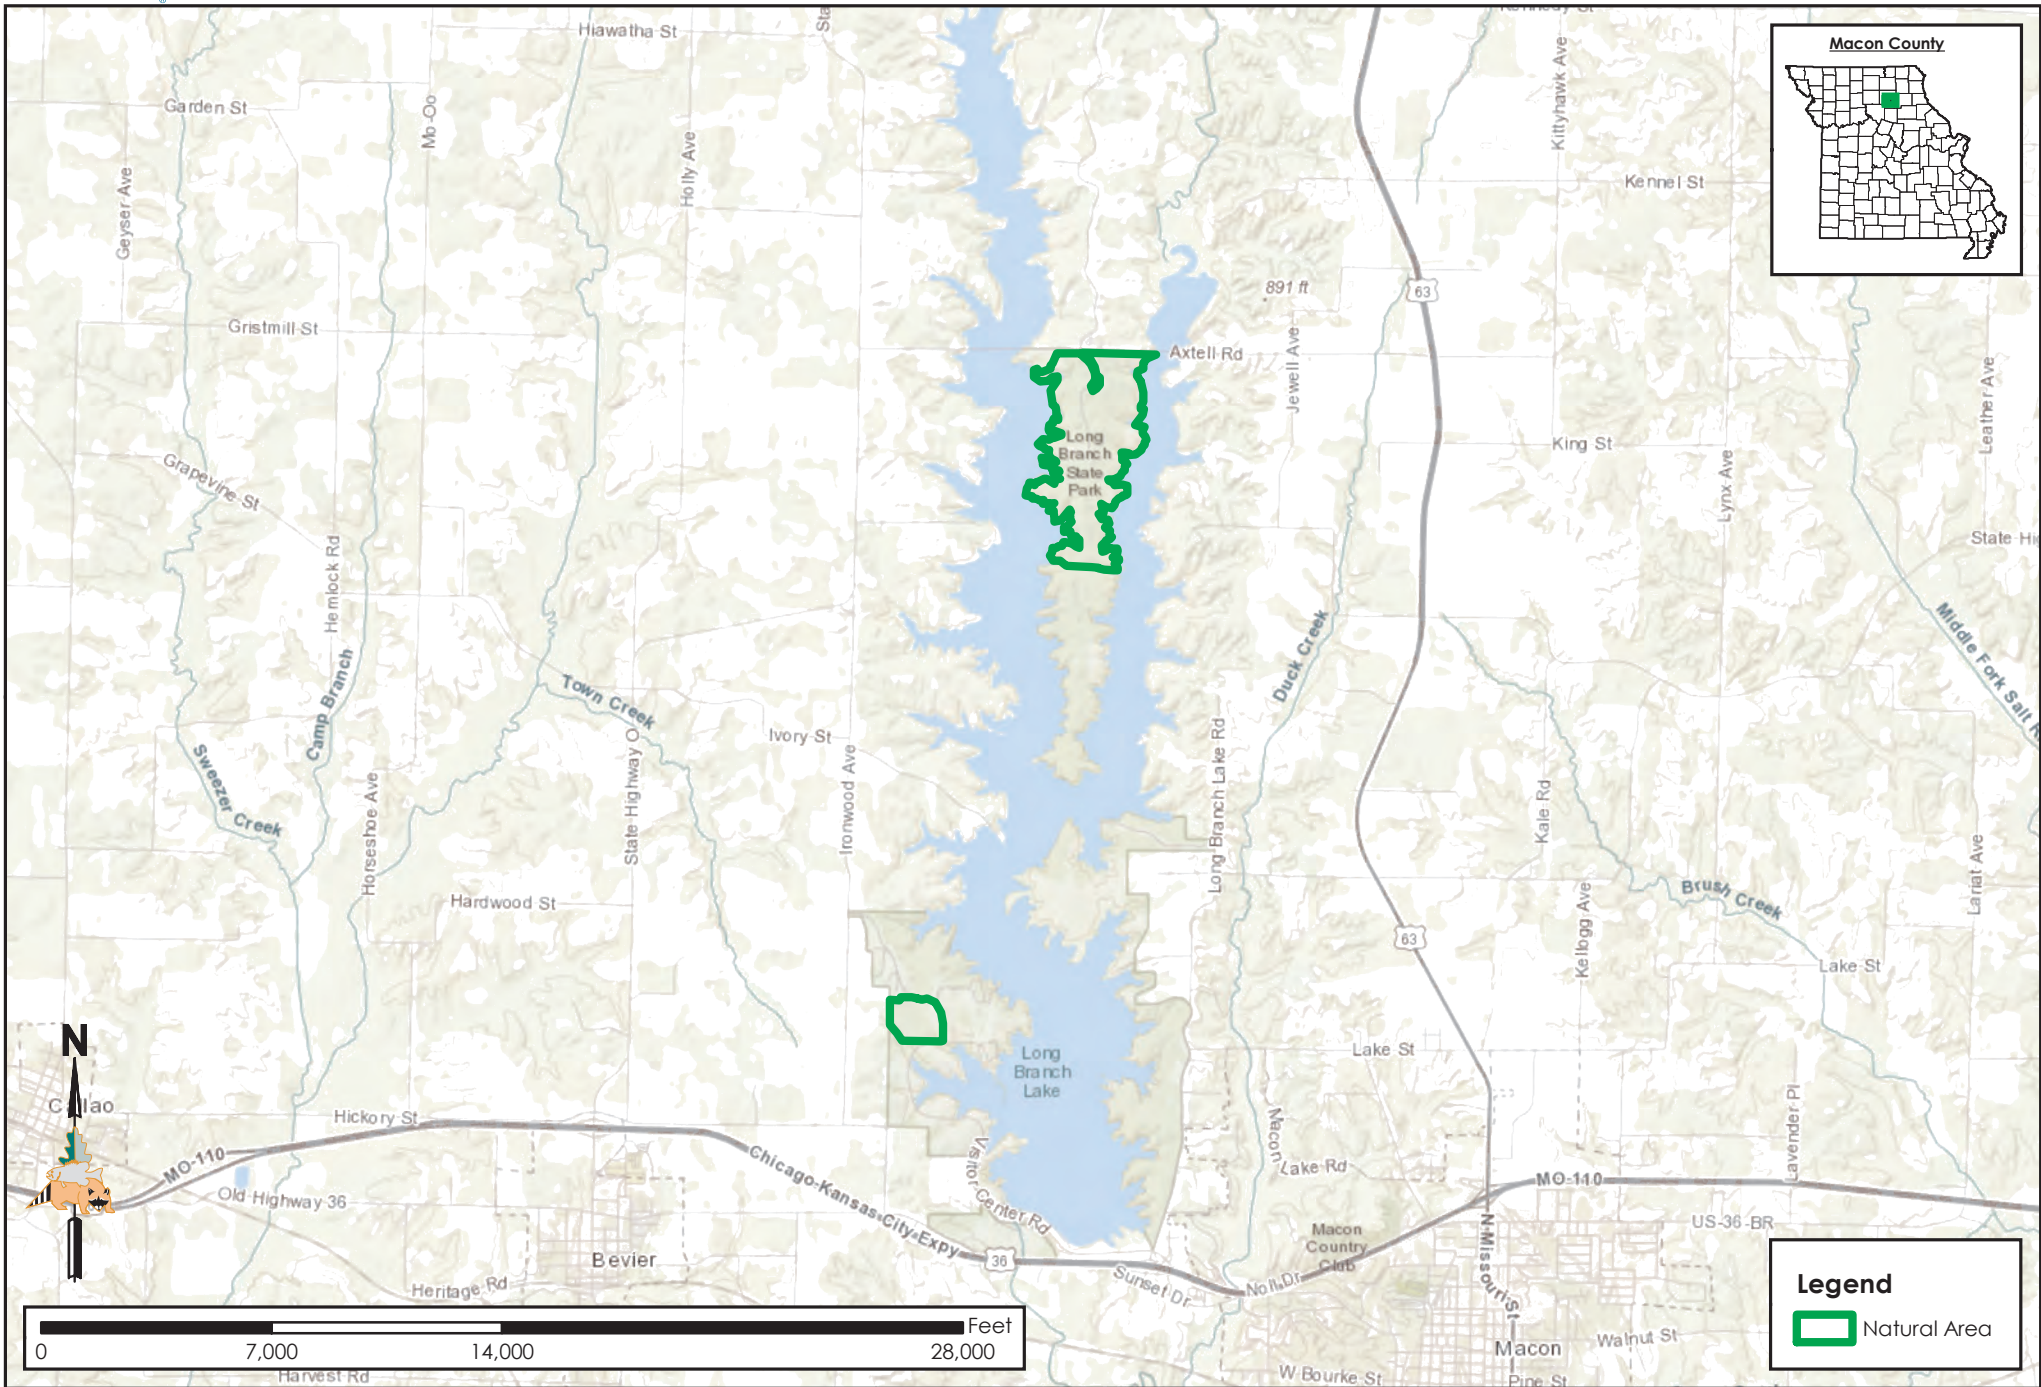 Hiawatha St
Macon County
Garden St
Mo-Oo
Holly Ave
Kittyhawk Ave
Geyser Ave
Kennel St
891 ft
63
Gristmill St
Axtell Rd
Jewell Ave
Leather Ave
Long
Branch
State
Park
King St
Grapevine St
Lynx Ave
Hemlock Rd
State Hi
Middle Fork Salt R
Duck Creek
Camp Branch
Town Creek
Ivory St
State Highway O
Ironwood Ave
Long Branch Lake Rd
Sweezer Creek
Horseshoe Ave
Kale Rd
Lariat Ave
Hardwood St
Brush Creek
Kellogg Ave
63
Lake St
N
Lake St
Long
Branch
Lake
Callao
Hickory St
Macon
Lake Rd
Lavender Pl
MO-110
Chicago-Kansas-City-Expy
Visitor Center Rd
MO-110
Old Highway 36
N Missouri St
US-36-BR
Macon
Country
Club
Bevier
36
Sunset Dr
Noll Dr
Heritage Rd
Legend
Natural Area
Feet
0 7,000 14,000 28,000
Walnut St
Macon
Harvest Rd
W Bourke St
Pine St